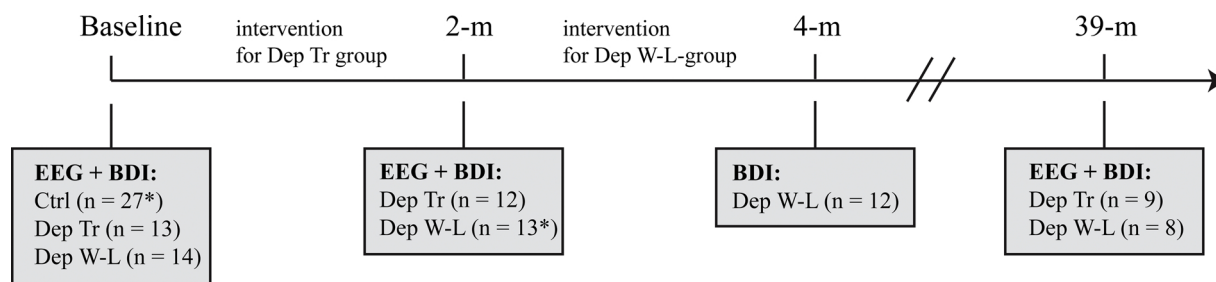 Baseline
intervention
for Dep Tr group
2-m
intervention
for Dep W-L-group
4-m
39-m
EEG + BDI:
Ctrl (n = 27*)
Dep Tr (n = 13)
Dep W-L (n = 14)
EEG + BDI:
Dep Tr (n = 12)
Dep W-L (n = 13*)
BDI:
Dep W-L (n = 12)
EEG + BDI:
Dep Tr (n = 9)
Dep W-L (n = 8)